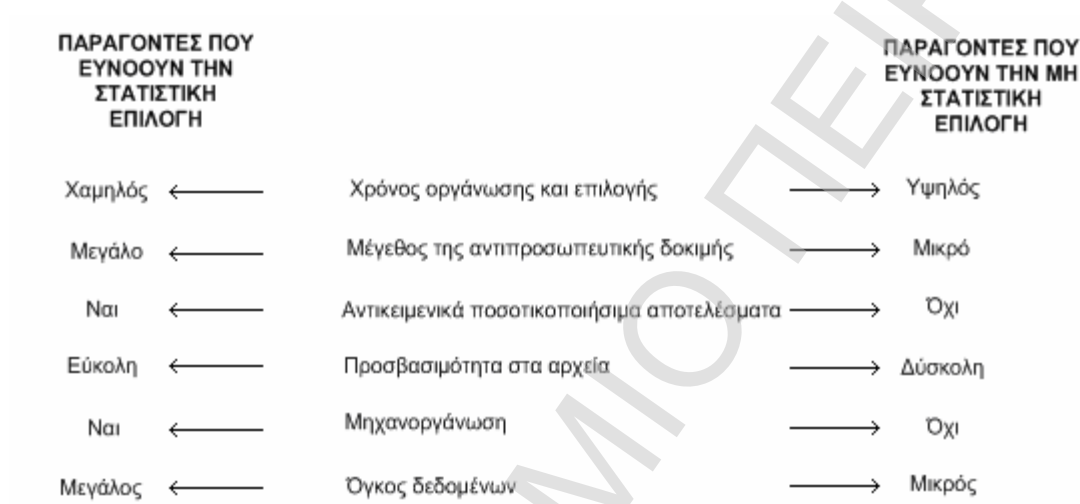 ΠΑΡΑΓΟΝΤΕΣ ΠΟΥ
ΕΥΝΟΟΥΝ ΤΗΝ
ΣΤΑΤΙΣΤΙΚΗ
ΕΠΙΛΟΓΗ
ΠΑΡΑΓΟΝΤΕΣ ΠΟΥ
ΕΥΝΟΟΥΝ ΤΗΝ ΜΗ
ΣΤΑΤΙΣΤΙΚΗ
ΕΠΙΛΟΓΗ
Χαμηλός Χρόνος οργάνωσης και επιλογής Υψηλός
Μεγάλο Μέγεθος της αντιπροσωπευτικής δοκιμής Μικρό
Ναι Αντικειμενικά ποσοτικοποιήσιμα αποτελέσματα Όχι
Εύκολη Προσβασιμότητα στα αρχεία Δύσκολη
Ναι Μηχανοργάνωση Όχι
Μεγάλος Όγκος δεδομένων Μικρός